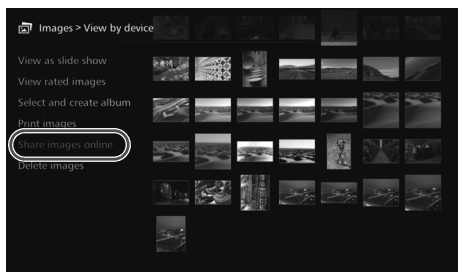 Images > View by device
View as slide show
View rated images
Select and create album
Print images
Share images online
Delete images